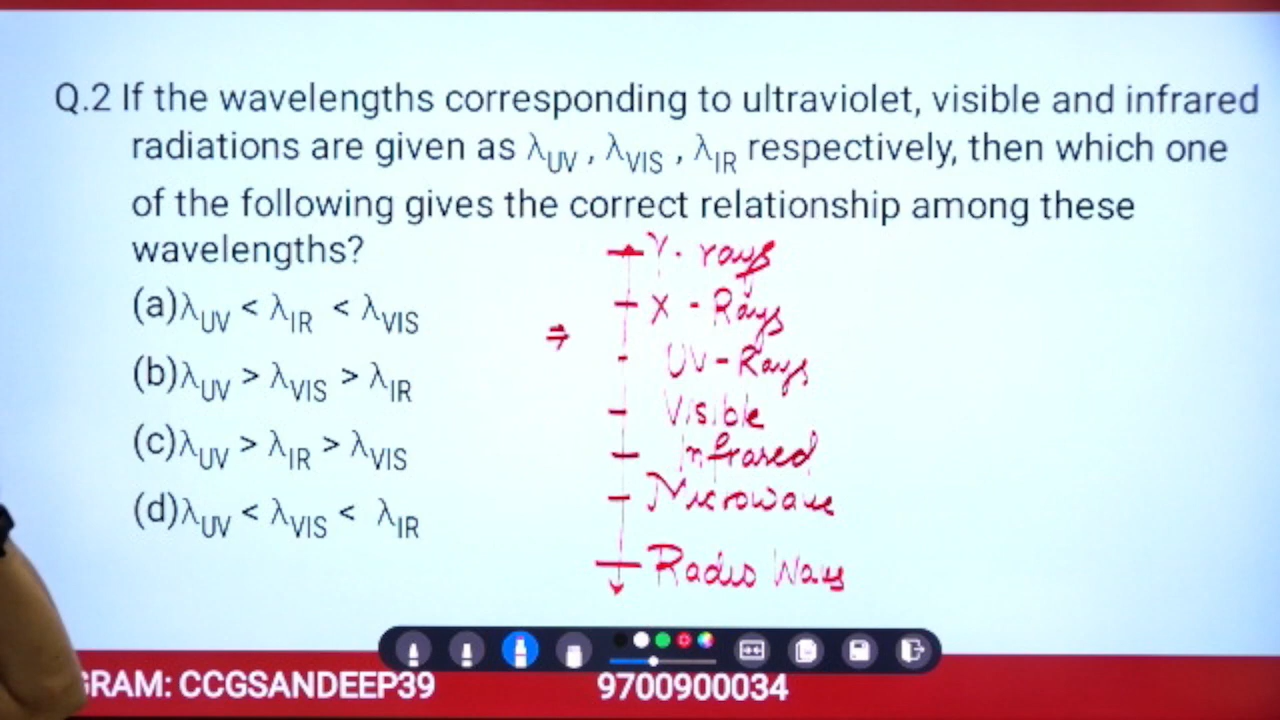 Q.2 If the wavelengths corresponding to ultraviolet, visible and infrared
radiations are given as λUV , λVIS , λIR respectively, then which one
of the following gives the correct relationship among these
wavelengths?
(a)λUV < λIR < λVIS
(b)λUV > λVIS > λIR
(c)λUV > λIR > λVIS
(d)λUV < λVIS < λIR
γ- rays
⇒ X - Rays
UV-Rays
Visible
Infrared
Microwave
Radio Waves
GRAM: CCGSANDEEP39
9700900034